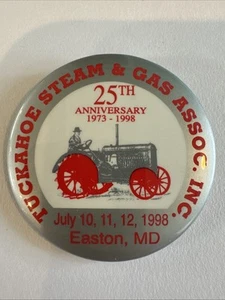 TUCKAHOE STEAM & GAS ASSOC. INC.
25TH
ANNIVERSARY
1973 - 1998
July 10, 11, 12, 1998
Easton, MD